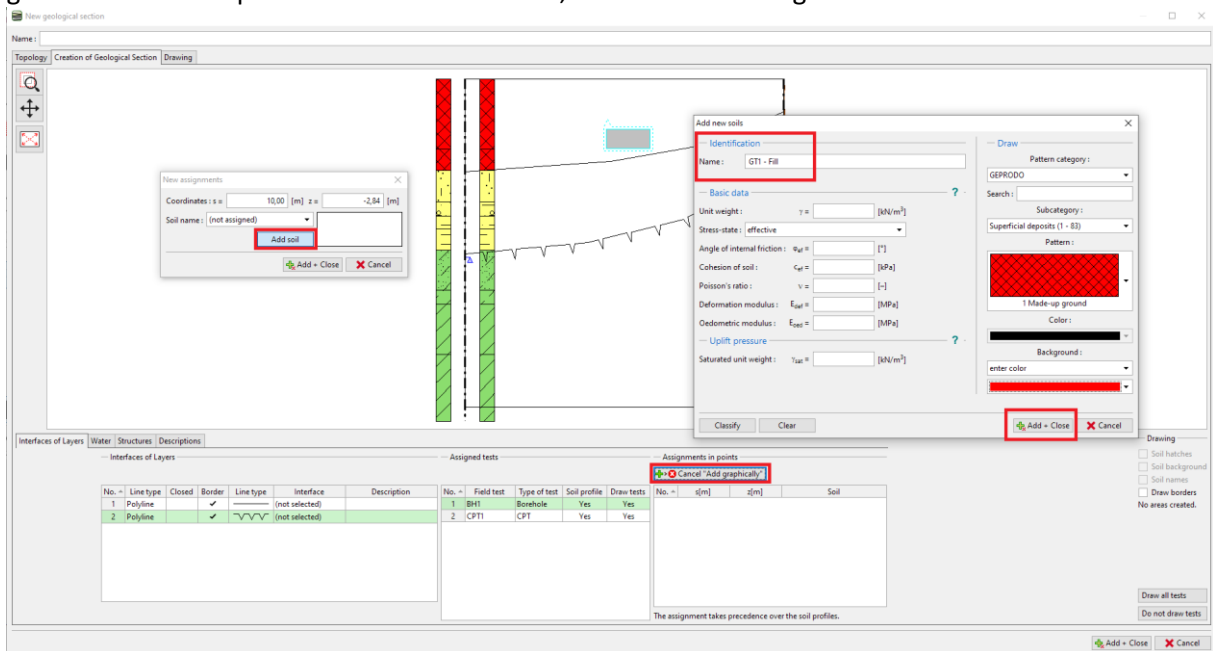 New geological section
Name :
Topology Creation of Geological Section Drawing
New assignments
Coordinates : s = 10,00 [m] z = -2,84 [m]
Soil name : (not assigned)
Add soil
Add + Close Cancel
Add new soils
Identification
Name : GT1 - Fill
Basic data ?
Unit weight : γ = [kN/m³]
Stress-state : effective
Angle of internal friction : φef = [°]
Cohesion of soil : cef = [kPa]
Poisson's ratio : ν = [–]
Deformation modulus : Edef = [MPa]
Oedometric modulus : Eoed = [MPa]
Uplift pressure ?
Saturated unit weight : γsat = [kN/m³]
Draw
Pattern category :
GEPRODO
Search :
Subcategory :
Superficial deposits (1 - 83)
Pattern :
1 Made-up ground
Color :
Background :
enter color
Classify Clear
Add + Close Cancel
Interfaces of Layers Water Structures Descriptions
Interfaces of Layers
No. Line type Closed Border Line type Interface Description
1 Polyline (not selected)
2 Polyline (not selected)
Assigned tests
No. Field test Type of test Soil profile Draw tests
1 BH1 Borehole Yes Yes
2 CPT1 CPT Yes Yes
Assignments in points
Cancel "Add graphically"
No. s[m] z[m] Soil
The assignment takes precedence over the soil profiles.
Drawing
Soil hatches
Soil background
Soil names
Draw borders
No areas created.
Draw all tests
Do not draw tests
Add + Close Cancel